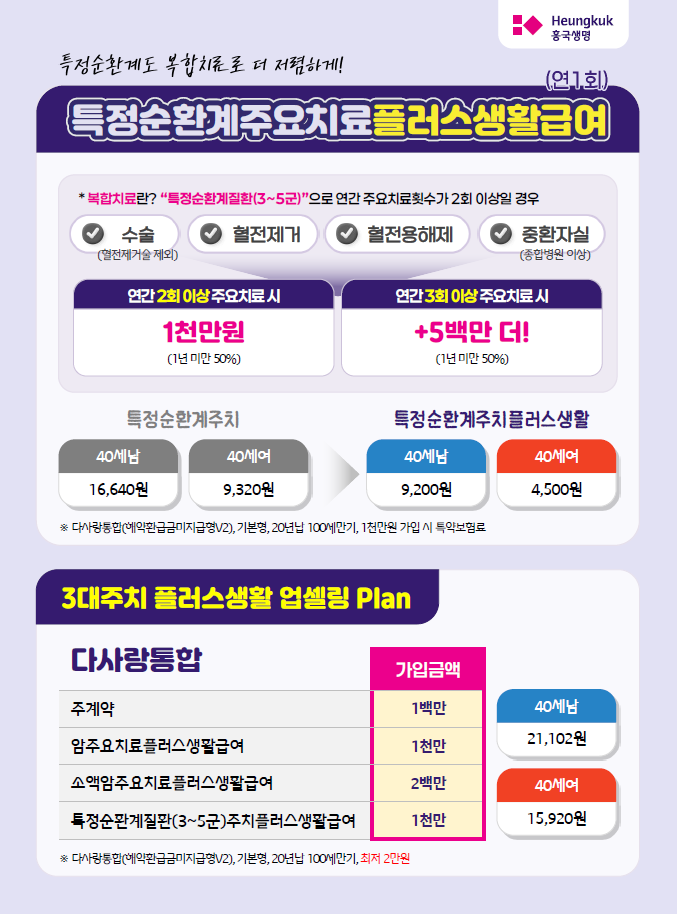 Heungkuk
흥국생명
특정순환계도 복합치료로 더 저렴하게!
(연1회)
특정순환계주요치료플러스생활급여
* 복합치료란? “특정순환계질환(3~5군)”으로 연간 주요치료횟수가 2회 이상일 경우
수술 혈전제거 혈전용해제 중환자실
(혈전제거술 제외) (종합병원 이상)
연간 2회 이상 주요치료 시
1천만원
(1년 미만 50%)
연간 3회 이상 주요치료 시
+5백만 더!
(1년 미만 50%)
특정순환계주치
40세남 40세여
16,640원 9,320원
특정순환계주치플러스생활
40세남 40세여
9,200원 4,500원
※ 다사랑통합(해약환급금미지급형V2), 기본형, 20년납 100세만기, 1천만원 가입 시 특약보험료
3대주치 플러스생활 업셀링 Plan
다사랑통합 가입금액
주계약 1백만
암주요치료플러스생활급여 1천만
소액암주요치료플러스생활급여 2백만
특정순환계질환(3~5군)주치플러스생활급여 1천만
40세남
21,102원
40세여
15,920원
※ 다사랑통합(해약환급금미지급형V2), 기본형, 20년납 100세만기, 최저 2만원